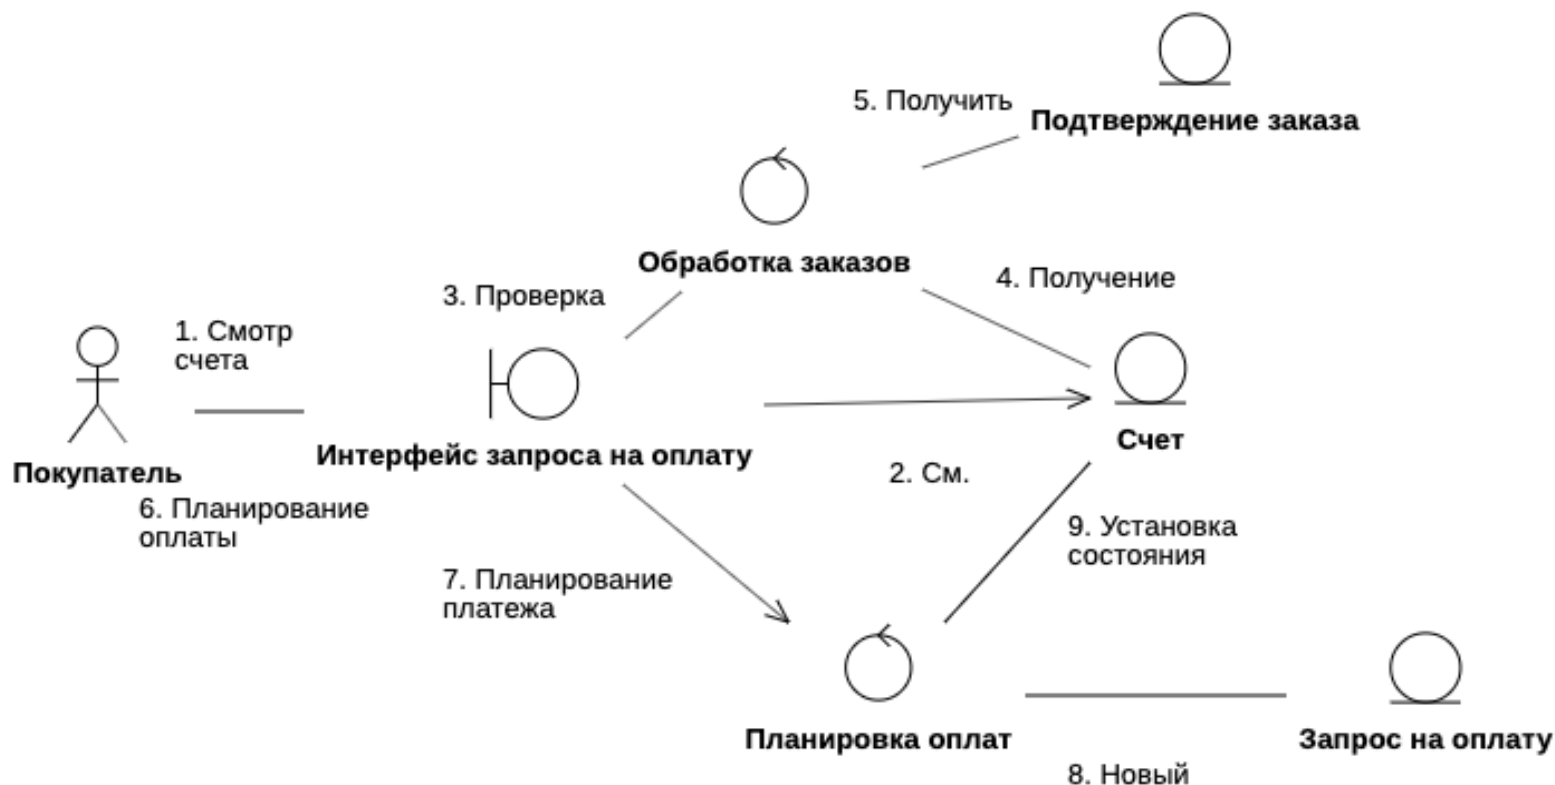 5. Получить
Подтверждение заказа
Обработка заказов
4. Получение
3. Проверка
1. Смотр
счета
Счет
Интерфейс запроса на оплату
2. См.
Покупатель
6. Планирование
оплаты
9. Установка
состояния
7. Планирование
платежа
Планировка оплат
Запрос на оплату
8. Новый